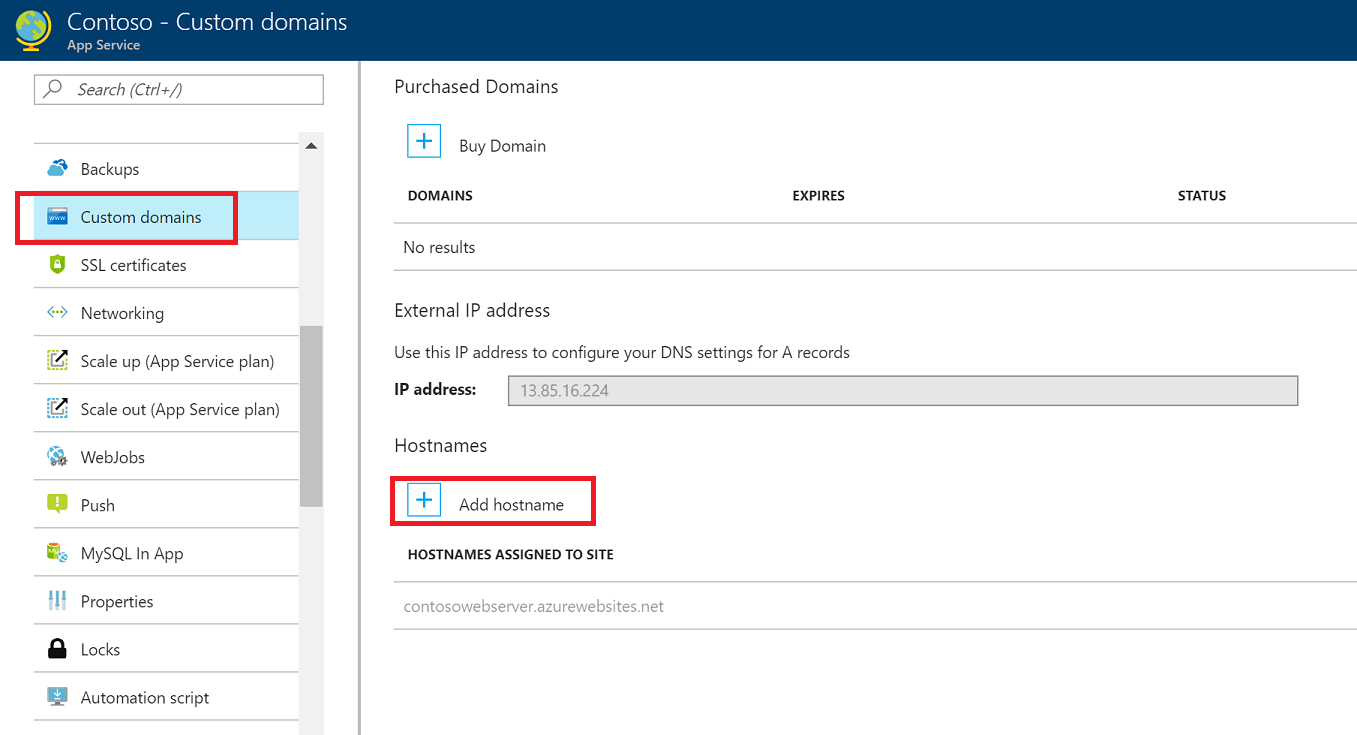 Contoso - Custom domains
App Service
Search (Ctrl+/)
Backups
Custom domains
SSL certificates
Networking
Scale up (App Service plan)
Scale out (App Service plan)
WebJobs
Push
MySQL In App
Properties
Locks
Automation script
Purchased Domains
Buy Domain
DOMAINS EXPIRES STATUS
No results
External IP address
Use this IP address to configure your DNS settings for A records
IP address: 13.85.16.224
Hostnames
Add hostname
HOSTNAMES ASSIGNED TO SITE
contosowebserver.azurewebsites.net